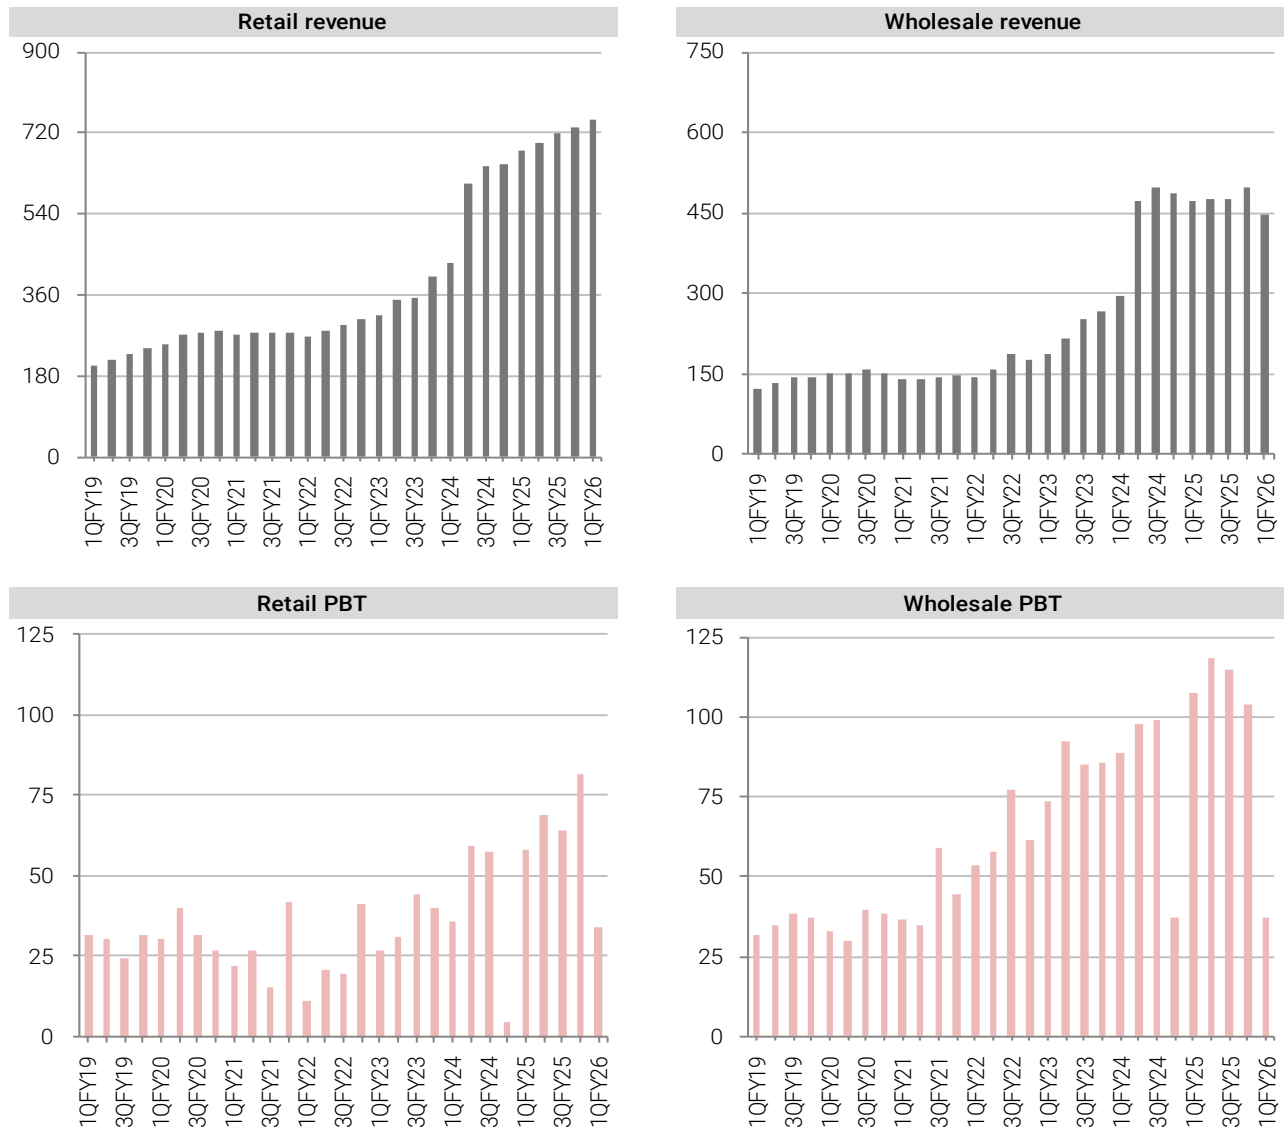 Retail revenue
900
720
540
360
180
0
1QFY19
3QFY19
1QFY20
3QFY20
1QFY21
3QFY21
1QFY22
3QFY22
1QFY23
3QFY23
1QFY24
3QFY24
1QFY25
3QFY25
1QFY26
Wholesale revenue
750
600
450
300
150
0
1QFY19
3QFY19
1QFY20
3QFY20
1QFY21
3QFY21
1QFY22
3QFY22
1QFY23
3QFY23
1QFY24
3QFY24
1QFY25
3QFY25
1QFY26
Retail PBT
125
100
75
50
25
0
1QFY19
3QFY19
1QFY20
3QFY20
1QFY21
3QFY21
1QFY22
3QFY22
1QFY23
3QFY23
1QFY24
3QFY24
1QFY25
3QFY25
1QFY26
Wholesale PBT
125
100
75
50
25
0
1QFY19
3QFY19
1QFY20
3QFY20
1QFY21
3QFY21
1QFY22
3QFY22
1QFY23
3QFY23
1QFY24
3QFY24
1QFY25
3QFY25
1QFY26